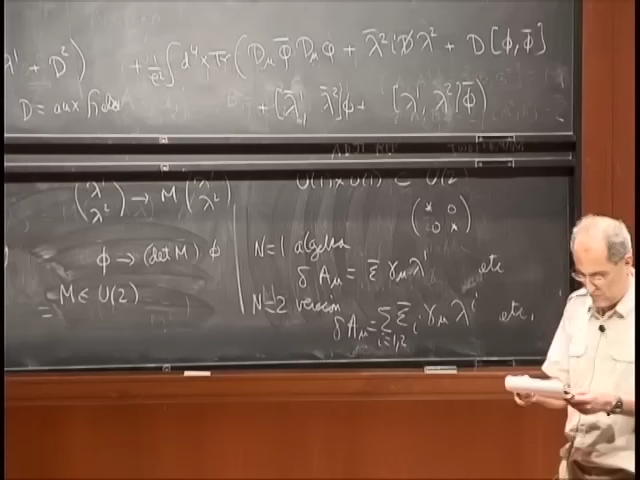 λ¹ + D²) + 1/e² ∫d⁴x Tr(D_μ φ̄ D_μ φ + λ̄² i D̸ λ² + D[φ, φ̄]
D = aux field + [λ̄₁, λ̄²]φ + [λ¹, λ²]φ̄)
U(1)×U(1) ⊂ U(2)
(λ¹ λ²) → M (λ¹ λ²)
(* 0 0 *)
φ → (det M) φ
M ∈ U(2)
N=1 algebra
δ A_μ = ε̄ γ_μ λ¹ etc
N=2 version
δ A_μ = Σ_{i=1,2} ε̄_i γ_μ λ^i etc.